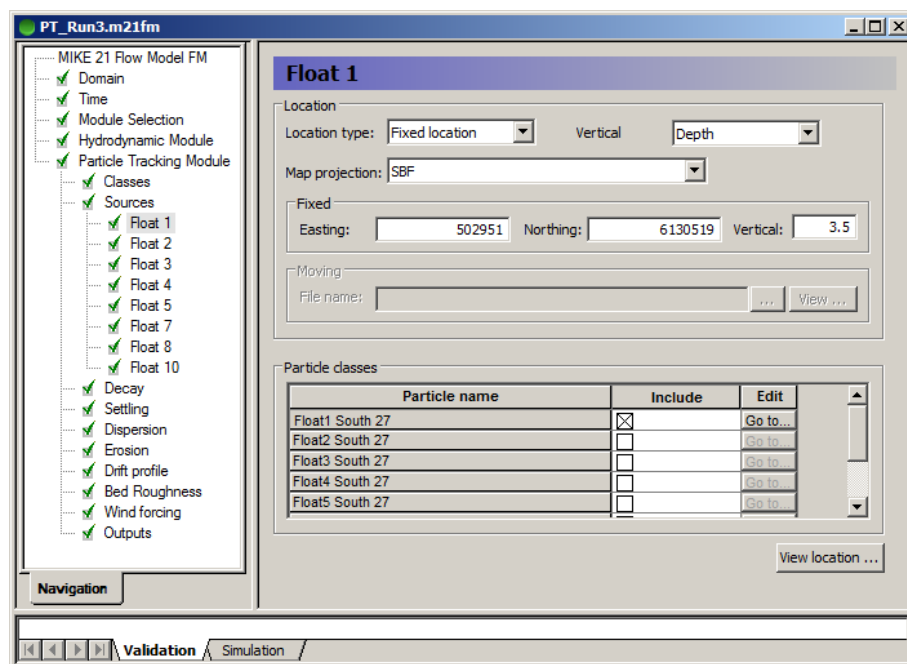 PT_Run3.m21fm
MIKE 21 Flow Model FM
Domain
Time
Module Selection
Hydrodynamic Module
Particle Tracking Module
Classes
Sources
Float 1
Float 2
Float 3
Float 4
Float 5
Float 7
Float 8
Float 10
Decay
Settling
Dispersion
Erosion
Drift profile
Bed Roughness
Wind forcing
Outputs
Navigation
Float 1
Location
Location type: Fixed location Vertical Depth
Map projection: SBF
Fixed
Easting: 502951 Northing: 6130519 Vertical: 3.5
Moving
File name: ... View ...
Particle classes
Particle name Include Edit
Float1 South 27 Go to...
Float2 South 27 Go to...
Float3 South 27 Go to...
Float4 South 27 Go to...
Float5 South 27 Go to...
View location ...
Validation Simulation